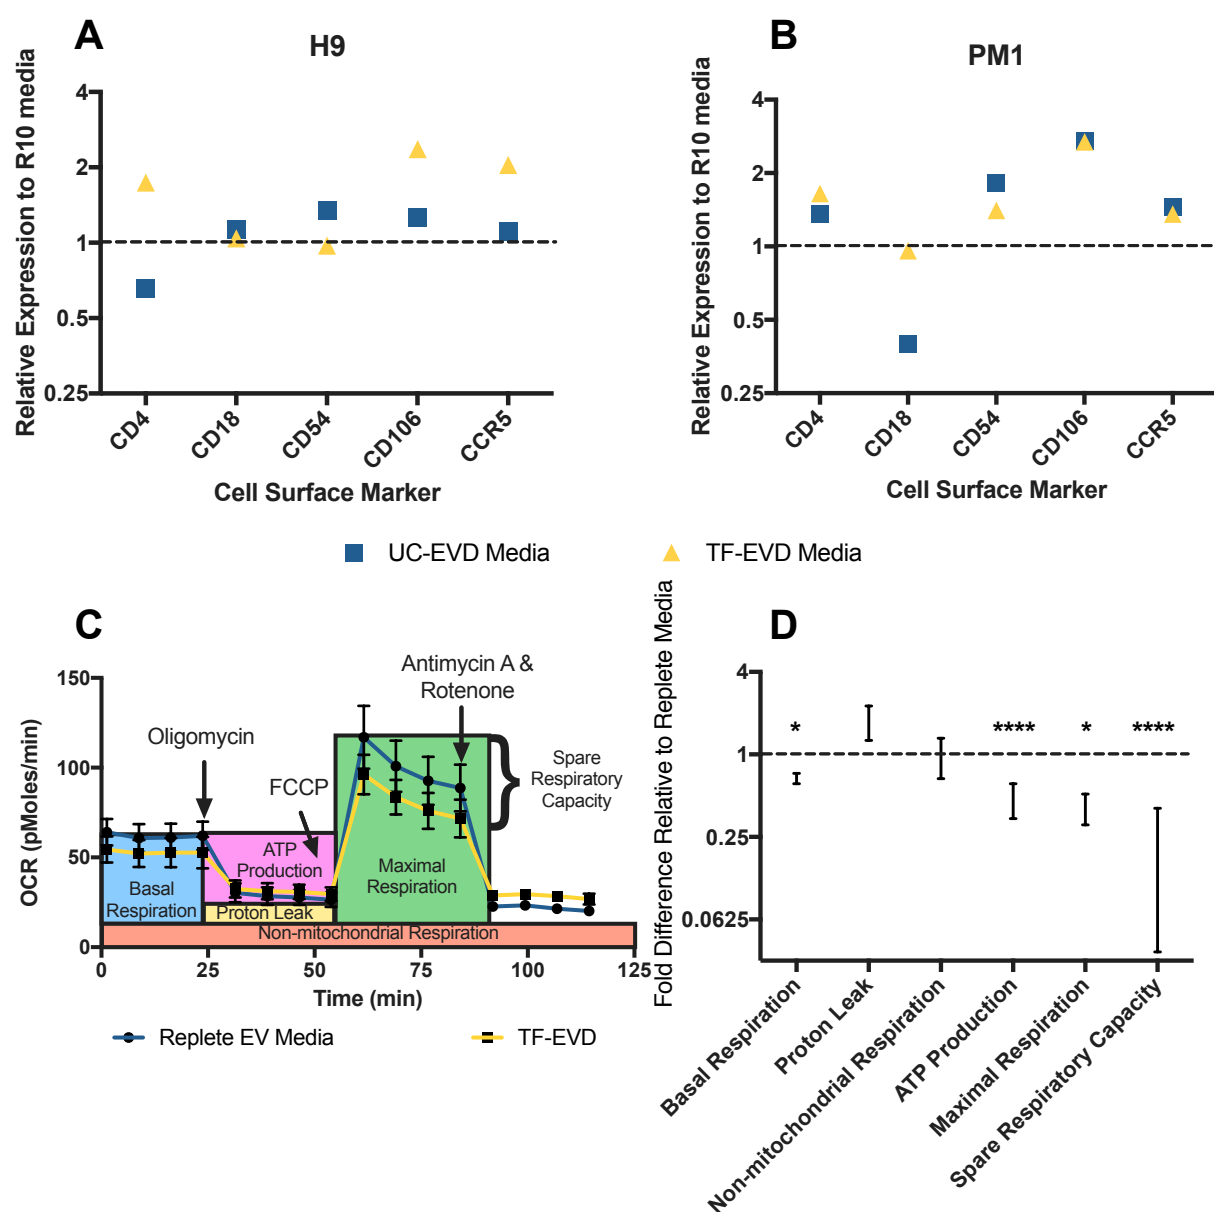 A
H9
Relative Expression to R10 media
4
2
1
0.5
0.25
CD4
CD18
CD54
CD106
CCR5
Cell Surface Marker
B
PM1
Relative Expression to R10 media
4
2
1
0.5
0.25
CD4
CD18
CD54
CD106
CCR5
Cell Surface Marker
UC-EVD Media
TF-EVD Media
C
OCR (pMoles/min)
150
100
50
0
Oligomycin
FCCP
Antimycin A &
Rotenone
Spare
Respiratory
Capacity
ATP
Production
Basal
Respiration
Proton Leak
Maximal
Respiration
Non-mitochondrial Respiration
0
25
50
75
100
125
Time (min)
Replete EV Media
TF-EVD
D
Fold Difference Relative to Replete Media
4
1
0.25
0.0625
*
****
*
****
Basal Respiration
Proton Leak
Non-mitochondrial Respiration
ATP Production
Maximal Respiration
Spare Respiratory Capacity